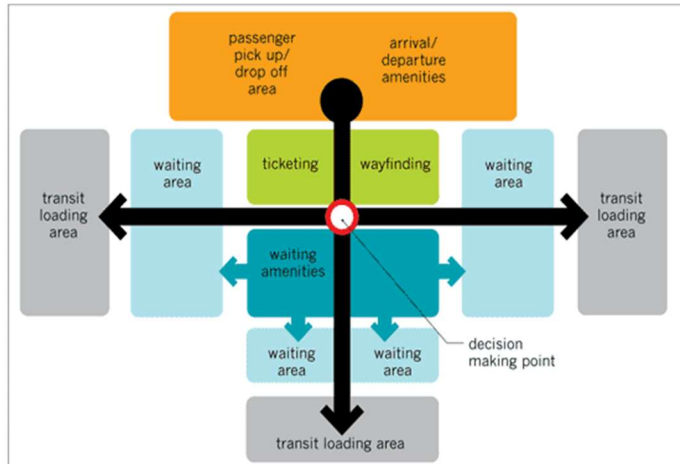 passenger
pick up/
drop off
area
arrival/
departure
amenities
transit
loading
area
waiting
area
ticketing
wayfinding
waiting
area
transit
loading
area
waiting
amenities
waiting
area
waiting
area
decision
making point
transit loading area